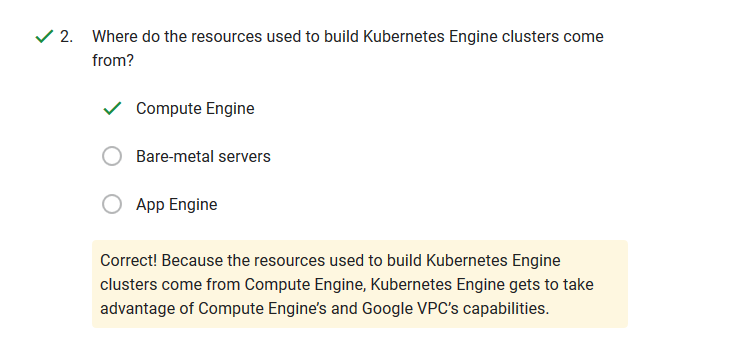 2. Where do the resources used to build Kubernetes Engine clusters come
from?
Compute Engine
Bare-metal servers
App Engine
Correct! Because the resources used to build Kubernetes Engine
clusters come from Compute Engine, Kubernetes Engine gets to take
advantage of Compute Engine’s and Google VPC’s capabilities.